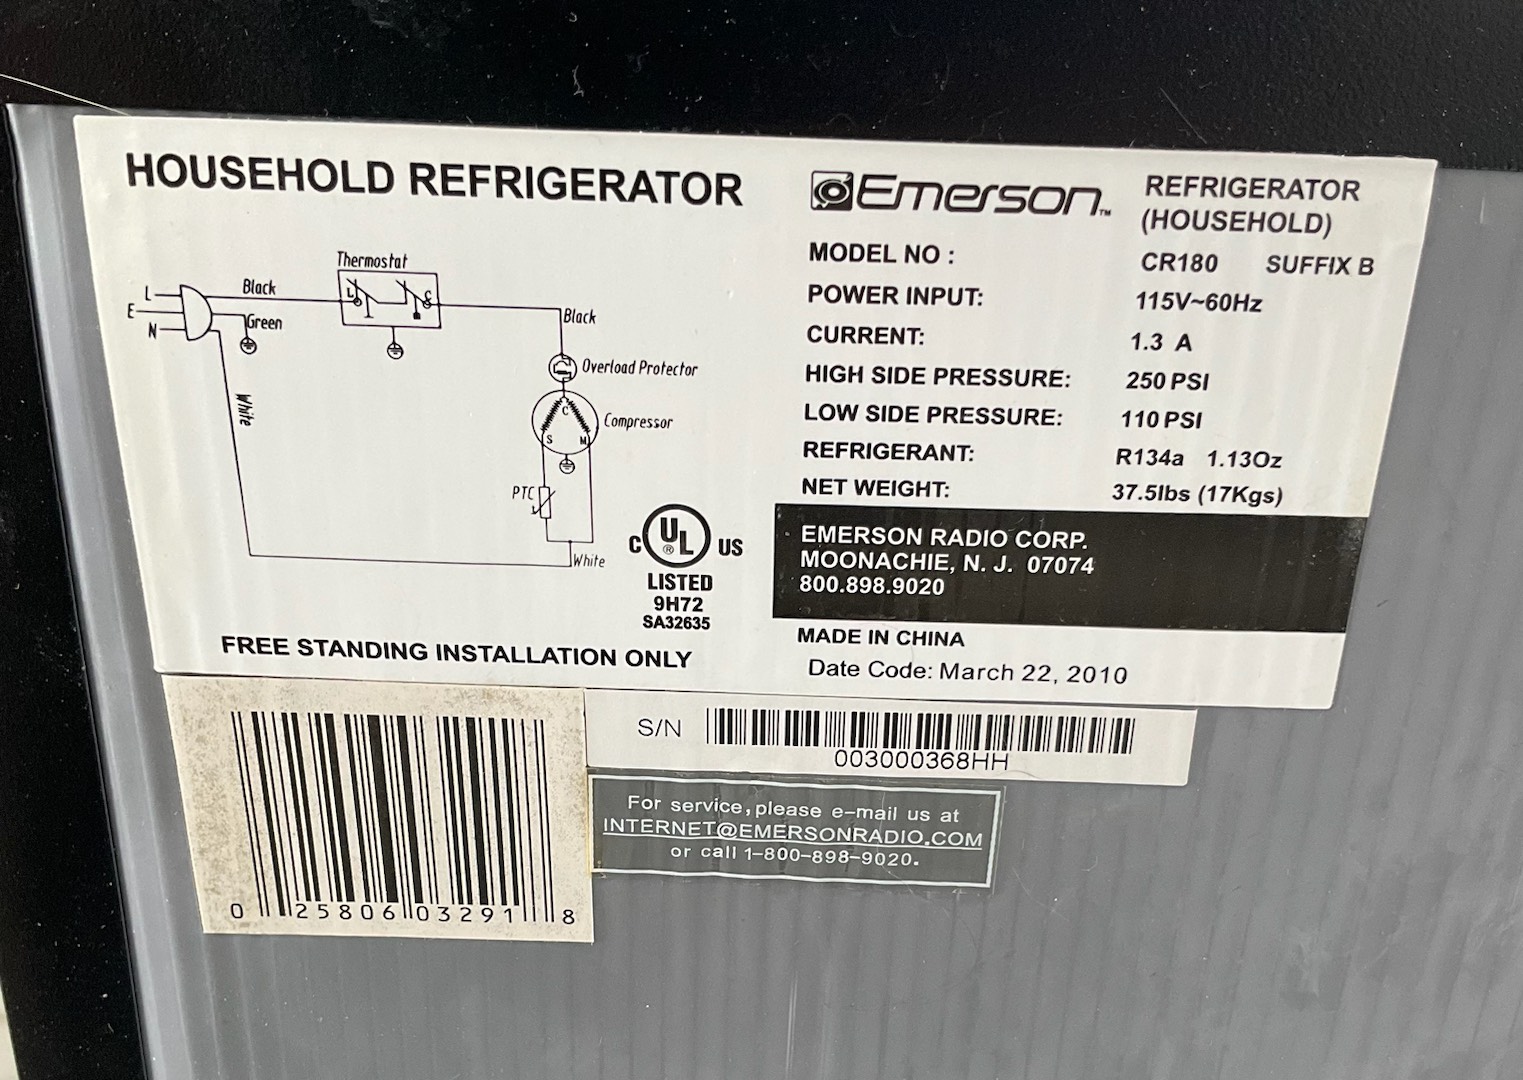 HOUSEHOLD REFRIGERATOR
Thermostat
L
E
N
Black
Green
White
L
C
Black
Overload Protector
C
S
M
Compressor
PTC
White
C UL ® US
LISTED
9H72
SA32635
FREE STANDING INSTALLATION ONLY
Emerson™
REFRIGERATOR
(HOUSEHOLD)
MODEL NO : CR180 SUFFIX B
POWER INPUT: 115V~60Hz
CURRENT: 1.3 A
HIGH SIDE PRESSURE: 250 PSI
LOW SIDE PRESSURE: 110 PSI
REFRIGERANT: R134a 1.13Oz
NET WEIGHT: 37.5lbs (17Kgs)
EMERSON RADIO CORP.
MOONACHIE, N. J. 07074
800.898.9020
MADE IN CHINA
Date Code: March 22, 2010
S/N
003000368HH
0 25806 03291 8
For service, please e-mail us at
INTERNET@EMERSONRADIO.COM
or call 1-800-898-9020.